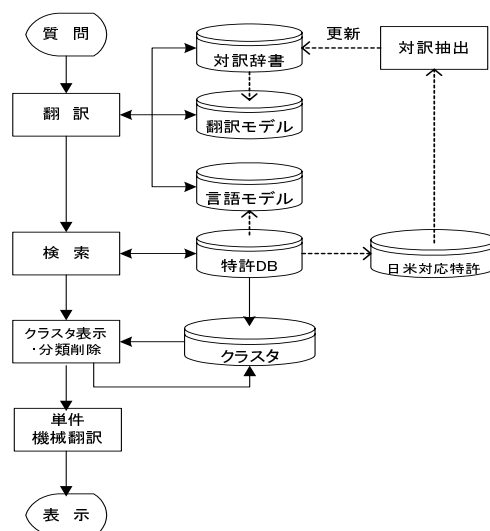 質 問
対訳辞書
更新
対訳抽出
翻 訳
翻訳モデル
言語モデル
検 索
特許DB
日米対応特許
クラスタ表示
・分類削除
クラスタ
単件
機械翻訳
表 示